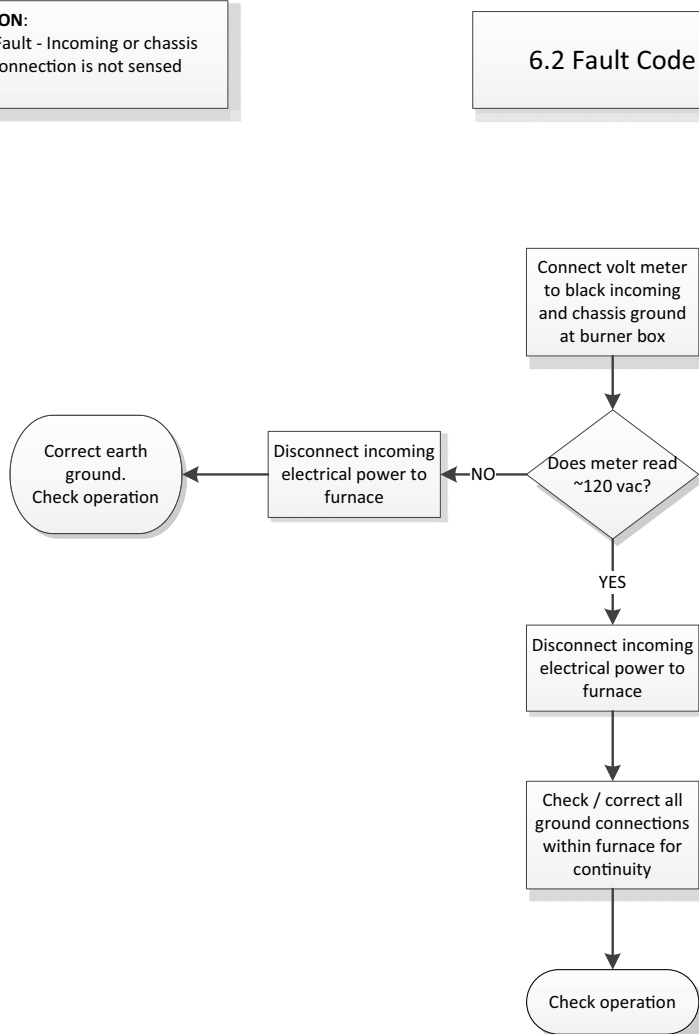 ON:
Fault - Incoming or chassis
onnection is not sensed
6.2 Fault Code
Connect volt meter
to black incoming
and chassis ground
at burner box
Correct earth
ground.
Check operation
Disconnect incoming
electrical power to
furnace
NO
Does meter read
~120 vac?
YES
Disconnect incoming
electrical power to
furnace
Check / correct all
ground connections
within furnace for
continuity
Check operation